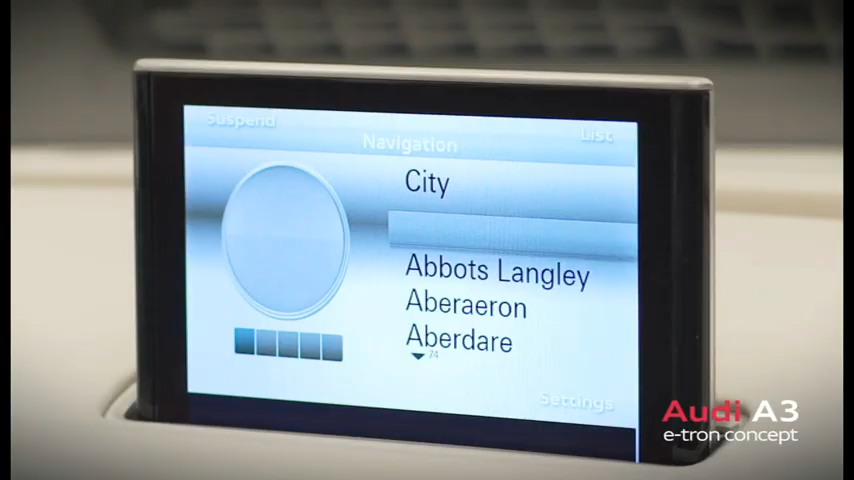 Suspend
List
Navigation
City
Abbots Langley
Aberaeron
Aberdare
74
Settings
Audi A3
e-tron concept